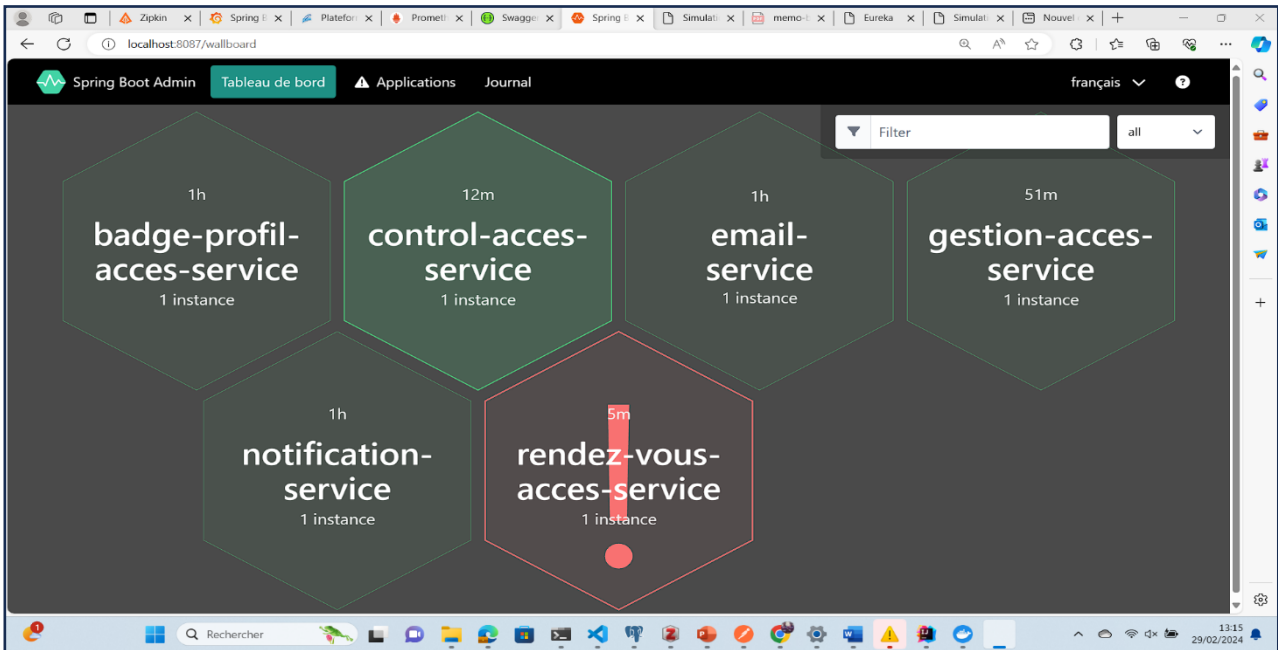 Zipkin
Spring B
Platefor
Prometh
Swagge
Spring B
Simulati
memo-b
Eureka
Simulati
Nouvel
localhost:8087/wallboard
Spring Boot Admin
Tableau de bord
Applications
Journal
français
Filter
all
1h
badge-profil-
acces-service
1 instance
12m
control-acces-
service
1 instance
1h
email-
service
1 instance
51m
gestion-acces-
service
1 instance
1h
notification-
service
1 instance
5m
rendez-vous-
acces-service
1 instance
Rechercher
13:15
29/02/2024